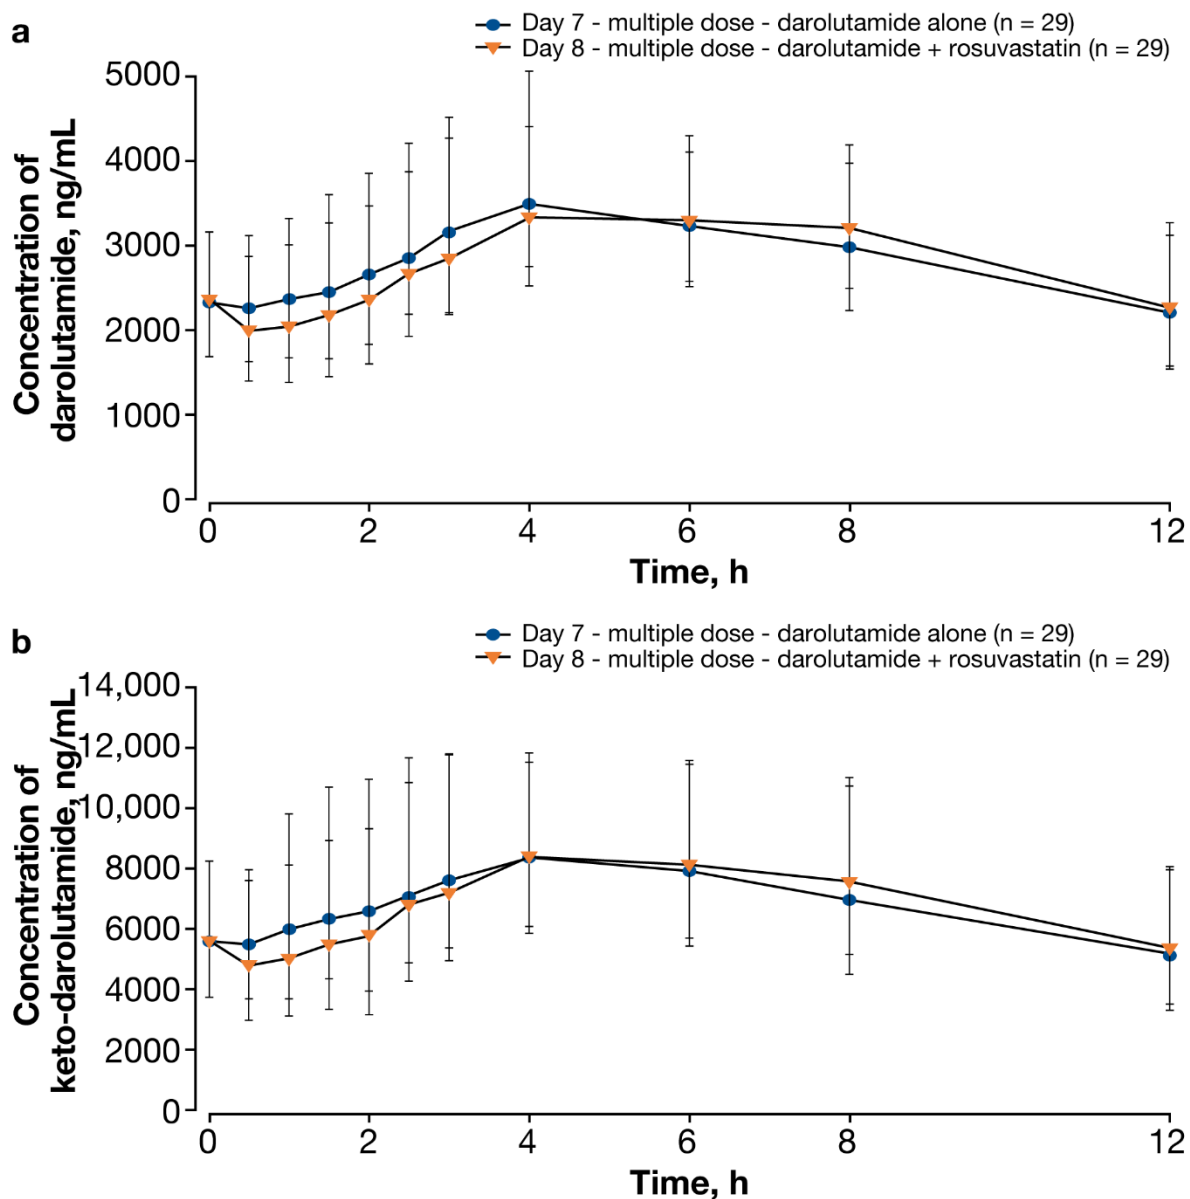 a
Day 7 - multiple dose - darolutamide alone (n = 29)
Day 8 - multiple dose - darolutamide + rosuvastatin (n = 29)
Concentration of
darolutamide, ng/mL
5000
4000
3000
2000
1000
0
0 2 4 6 8 12
Time, h
b
Day 7 - multiple dose - darolutamide alone (n = 29)
Day 8 - multiple dose - darolutamide + rosuvastatin (n = 29)
Concentration of
keto-darolutamide, ng/mL
14,000
12,000
10,000
8000
6000
4000
2000
0
0 2 4 6 8 12
Time, h